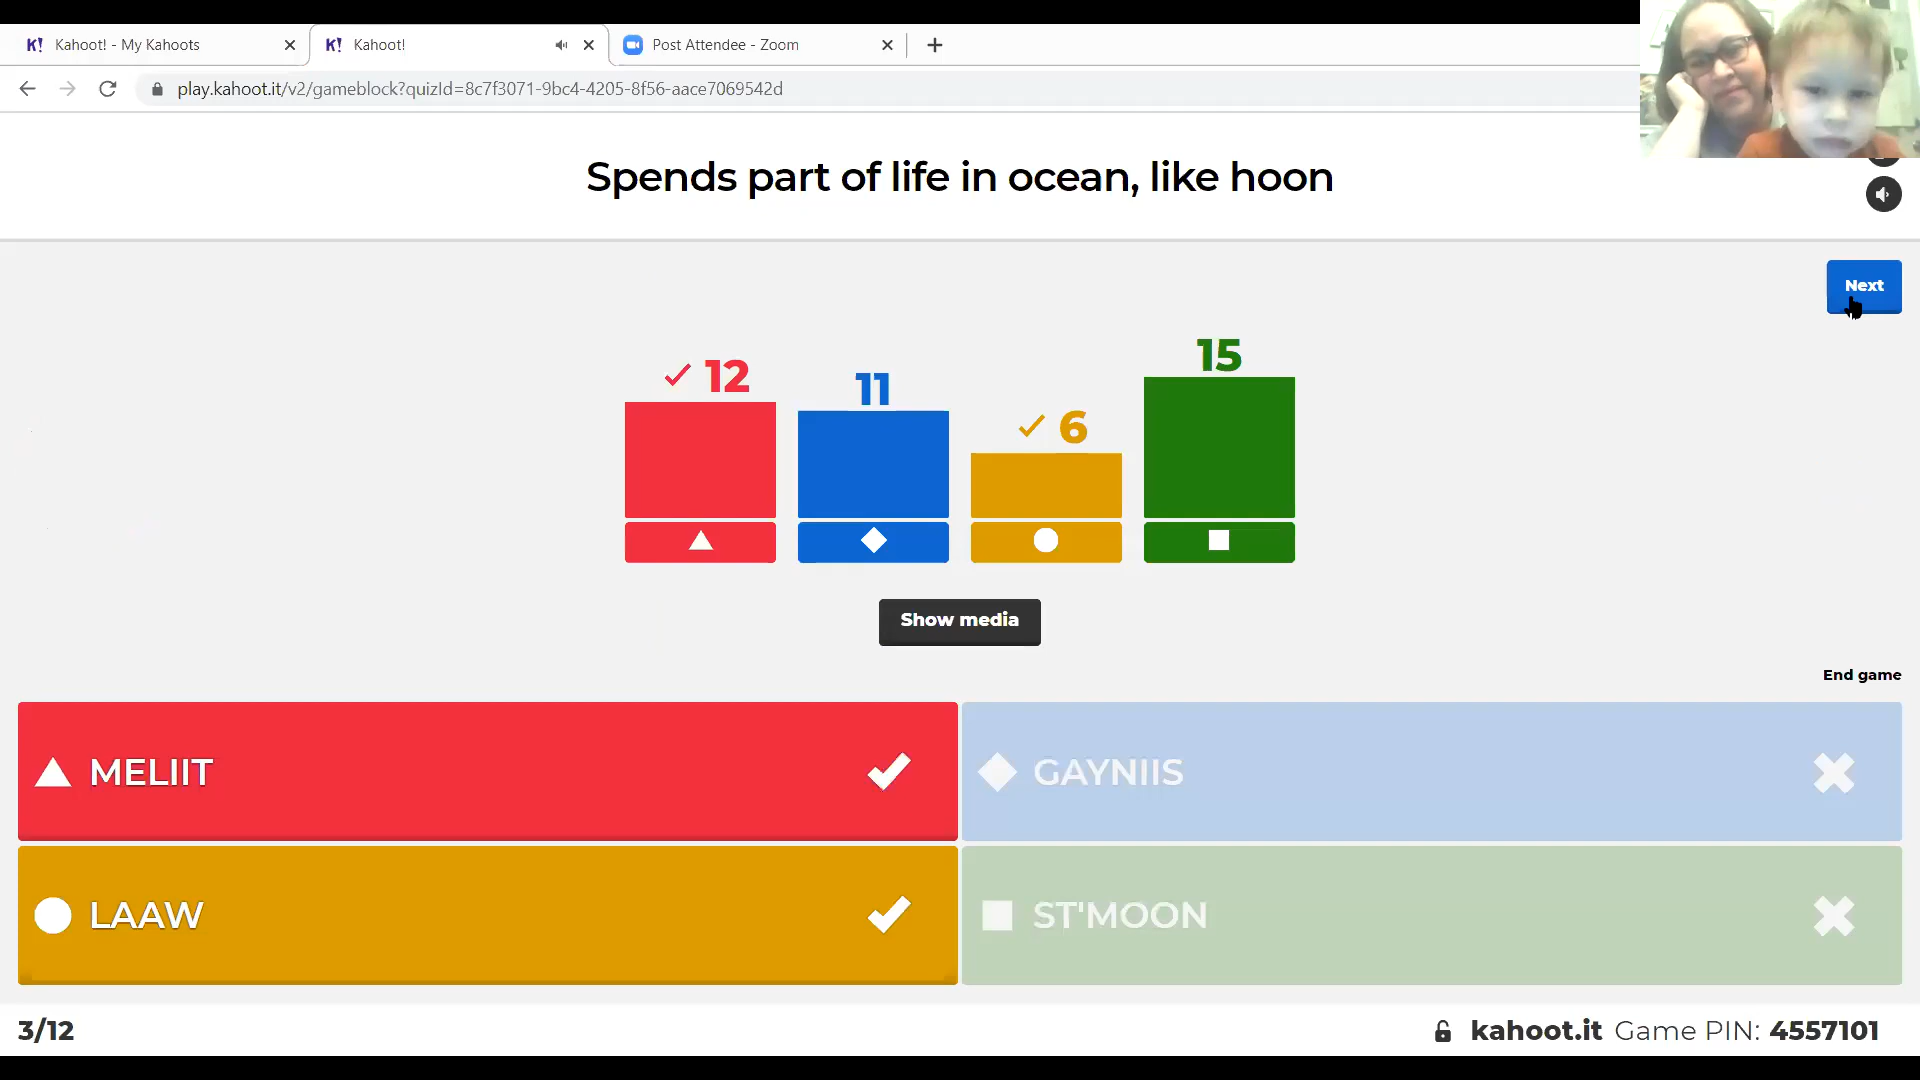 K! Kahoot! - My Kahoots
K! Kahoot!
Post Attendee - Zoom
play.kahoot.it/v2/gameblock?quizId=8c7f3071-9bc4-4205-8f56-aace7069542d
Spends part of life in ocean, like hoon
Next
12
11
6
15
Show media
End game
MELIIT
GAYNIIS
LAAW
ST'MOON
3/12
kahoot.it Game PIN: 4557101